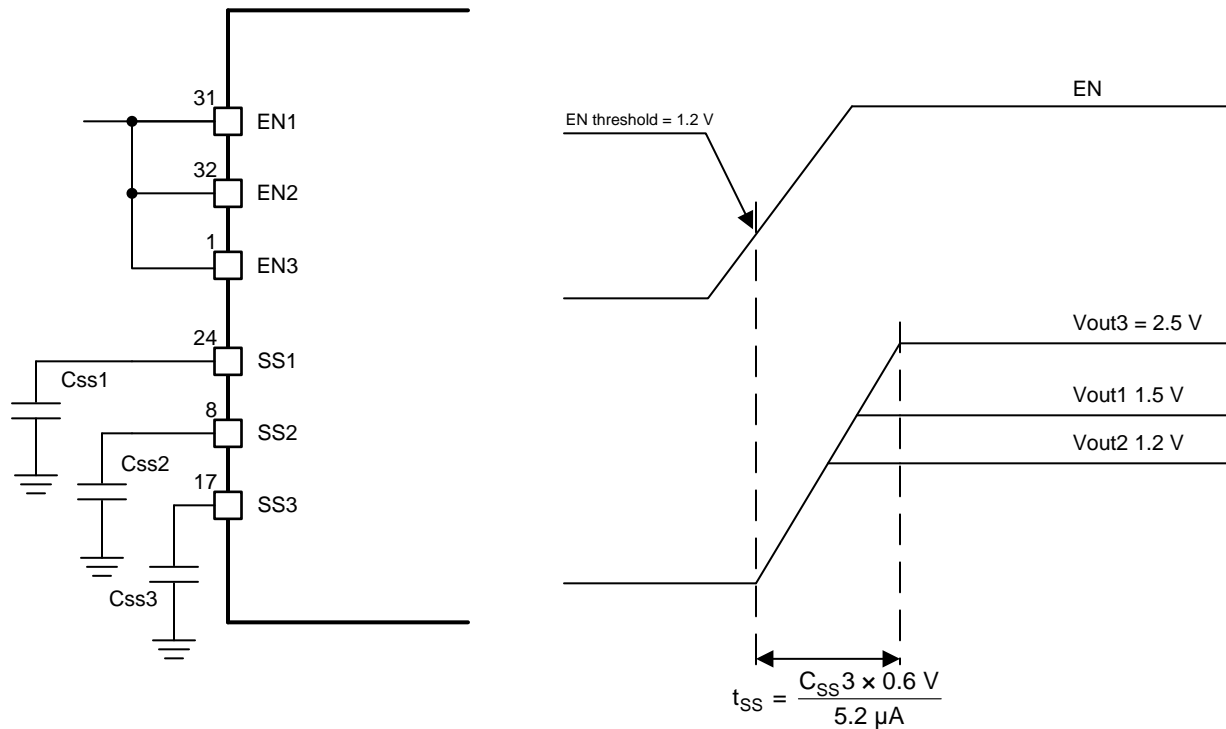 31
EN1
32
EN2
1
EN3
24
SS1
Css1
8
SS2
Css2
17
SS3
Css3
EN
EN threshold = 1.2 V
Vout3 = 2.5 V
Vout1 1.5 V
Vout2 1.2 V
tSS = CSS3 × 0.6 V
5.2 µA